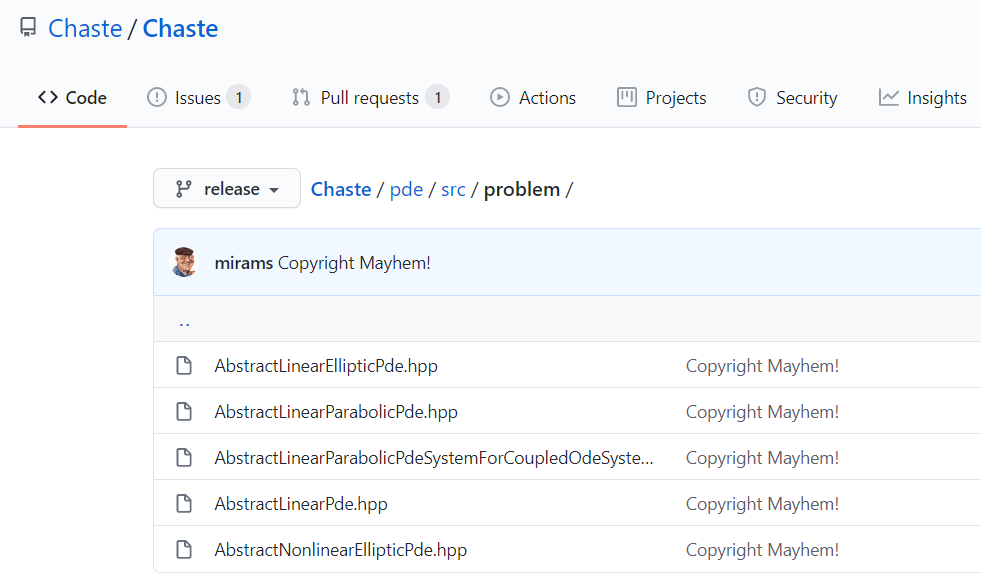 Chaste / Chaste
Code Issues 1 Pull requests 1 Actions Projects Security Insights
release Chaste / pde / src / problem /
mirams Copyright Mayhem!
..
AbstractLinearEllipticPde.hpp Copyright Mayhem!
AbstractLinearParabolicPde.hpp Copyright Mayhem!
AbstractLinearParabolicPdeSystemForCoupledOdeSyste... Copyright Mayhem!
AbstractLinearPde.hpp Copyright Mayhem!
AbstractNonlinearEllipticPde.hpp Copyright Mayhem!